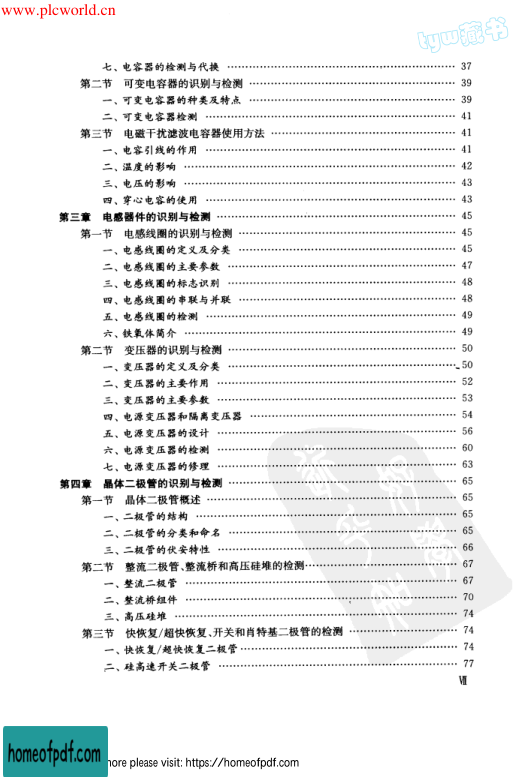 www.plcworld.cn
tyw藏书
七、电容器的检测与代换 …… 37
第二节 可变电容器的识别与检测 …… 39
一、可变电容器的种类及特点 …… 39
二、可变电容器检测 …… 41
第三节 电磁干扰滤波电容器使用方法 …… 41
一、电容引线的作用 …… 41
二、温度的影响 …… 42
三、电压的影响 …… 43
四、穿心电容的使用 …… 43
第三章 电感器件的识别与检测 …… 45
第一节 电感线圈的识别与检测 …… 45
一、电感线圈的定义及分类 …… 45
二、电感线圈的主要参数 …… 47
三、电感线圈的标志识别 …… 48
四、电感线圈的串联与并联 …… 48
五、电感线圈的检测 …… 49
六、铁氧体简介 …… 49
第二节 变压器的识别与检测 …… 50
一、变压器的定义及分类 …… 50
二、变压器的主要作用 …… 52
三、变压器的主要参数 …… 53
四、电源变压器和隔离变压器 …… 54
五、电源变压器的设计 …… 56
六、电源变压器的检测 …… 60
七、电源变压器的修理 …… 63
第四章 晶体二极管的识别与检测 …… 65
第一节 晶体二极管概述 …… 65
一、二极管的结构 …… 65
二、二极管的分类和命名 …… 65
三、二极管的伏安特性 …… 66
第二节 整流二极管、整流桥和高压硅堆的检测 …… 67
一、整流二极管 …… 67
二、整流桥组件 …… 70
三、高压硅堆 …… 74
第三节 快恢复/超快恢复、开关和肖特基二极管的检测 …… 74
一、快恢复/超快恢复二极管 …… 74
二、硅高速开关二极管 …… 77
Ⅶ
homeofpdf.com
ore please visit: https://homeofpdf.com